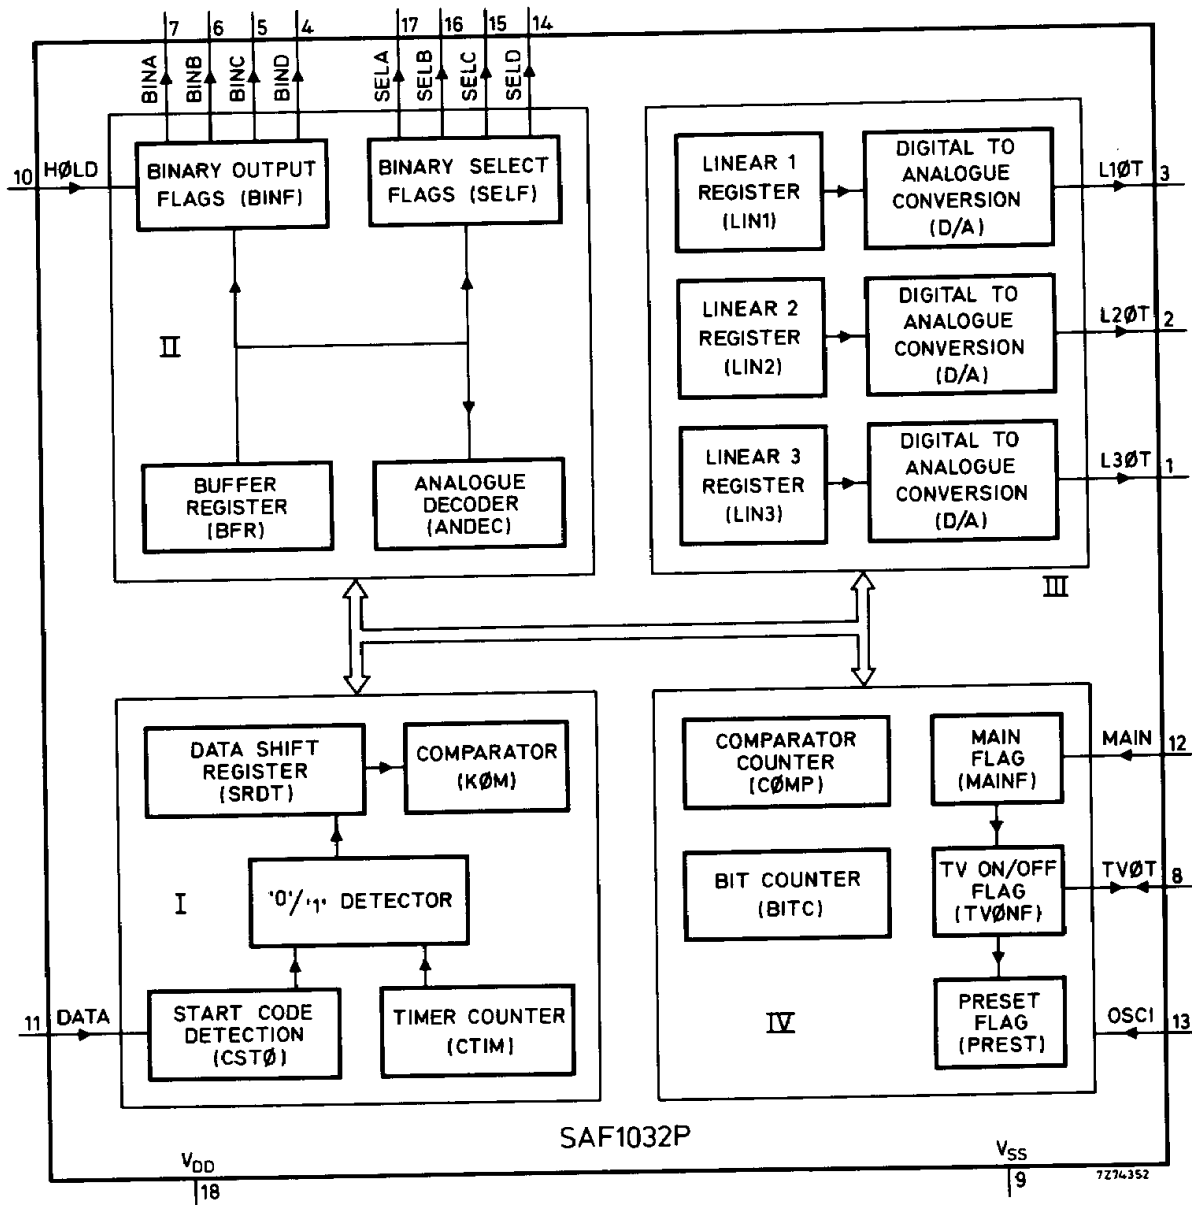 7 6 5 4 17 16 15 14
BINA BINB BINC BIND SELA SELB SELC SELD
10 HØLD
BINARY OUTPUT
FLAGS (BINF)
BINARY SELECT
FLAGS (SELF)
II
BUFFER
REGISTER
(BFR)
ANALOGUE
DECODER
(ANDEC)
LINEAR 1
REGISTER
(LIN1)
DIGITAL TO
ANALOGUE
CONVERSION
(D/A)
L1ØT 3
LINEAR 2
REGISTER
(LIN2)
DIGITAL TO
ANALOGUE
CONVERSION
(D/A)
L2ØT 2
LINEAR 3
REGISTER
(LIN3)
DIGITAL TO
ANALOGUE
CONVERSION
(D/A)
L3ØT 1
III
DATA SHIFT
REGISTER
(SRDT)
COMPARATOR
(KØM)
I
'0'/'1' DETECTOR
11 DATA
START CODE
DETECTION
(CSTØ)
TIMER COUNTER
(CTIM)
COMPARATOR
COUNTER
(CØMP)
MAIN
FLAG
(MAINF)
MAIN 12
BIT COUNTER
(BITC)
TV ON/OFF
FLAG
(TVØNF)
TVØT 8
IV
PRESET
FLAG
(PREST)
OSCI 13
SAF1032P
VDD
18
VSS
9
7Z74352